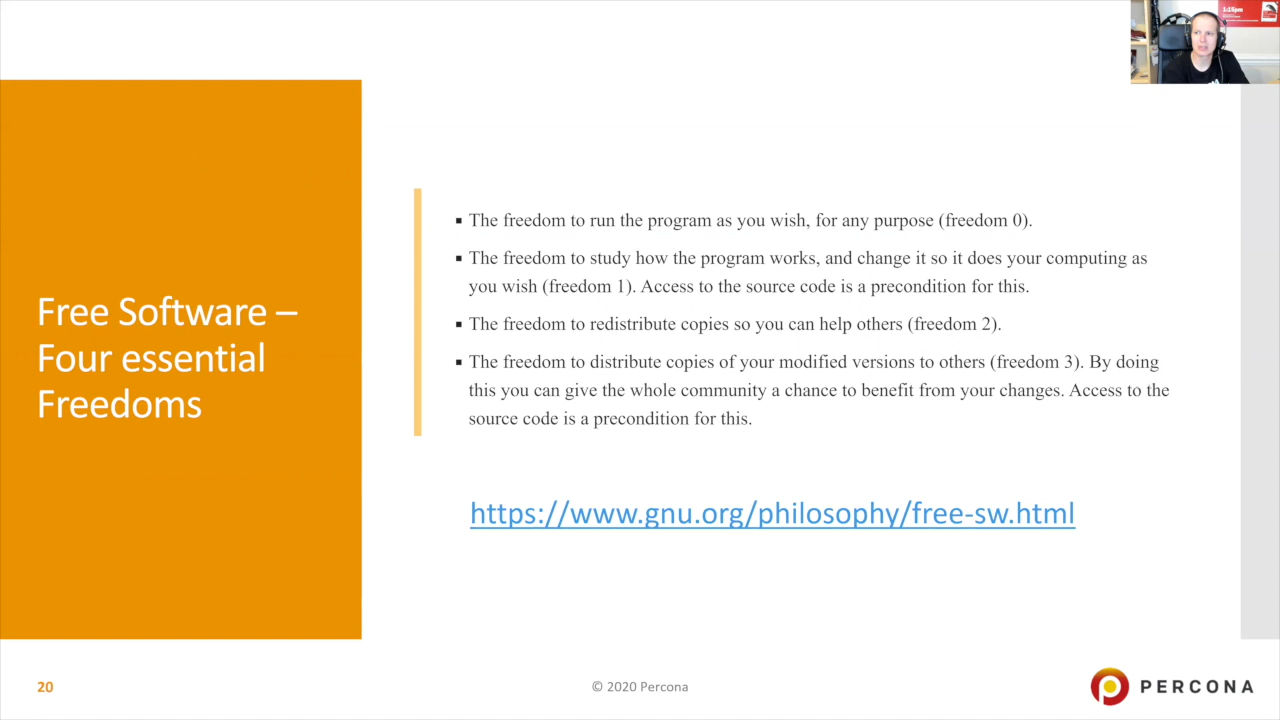 1:15pm
Free Software –
Four essential
Freedoms
▪ The freedom to run the program as you wish, for any purpose (freedom 0).
▪ The freedom to study how the program works, and change it so it does your computing as
you wish (freedom 1). Access to the source code is a precondition for this.
▪ The freedom to redistribute copies so you can help others (freedom 2).
▪ The freedom to distribute copies of your modified versions to others (freedom 3). By doing
this you can give the whole community a chance to benefit from your changes. Access to the
source code is a precondition for this.
https://www.gnu.org/philosophy/free-sw.html
20
© 2020 Percona
PERCONA